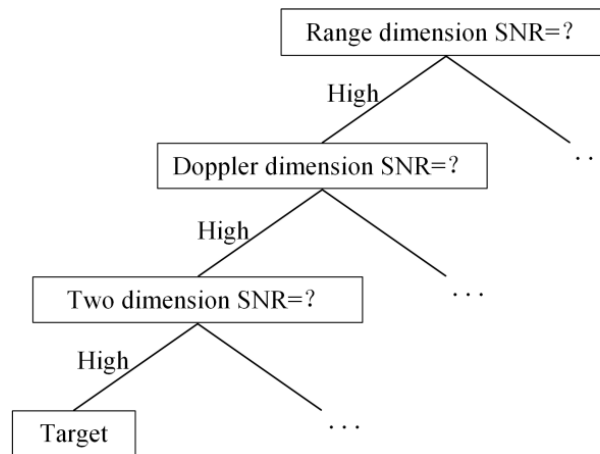 Range dimension SNR=？
High
. .
Doppler dimension SNR=？
High
. . .
Two dimension SNR=？
High
. . .
Target